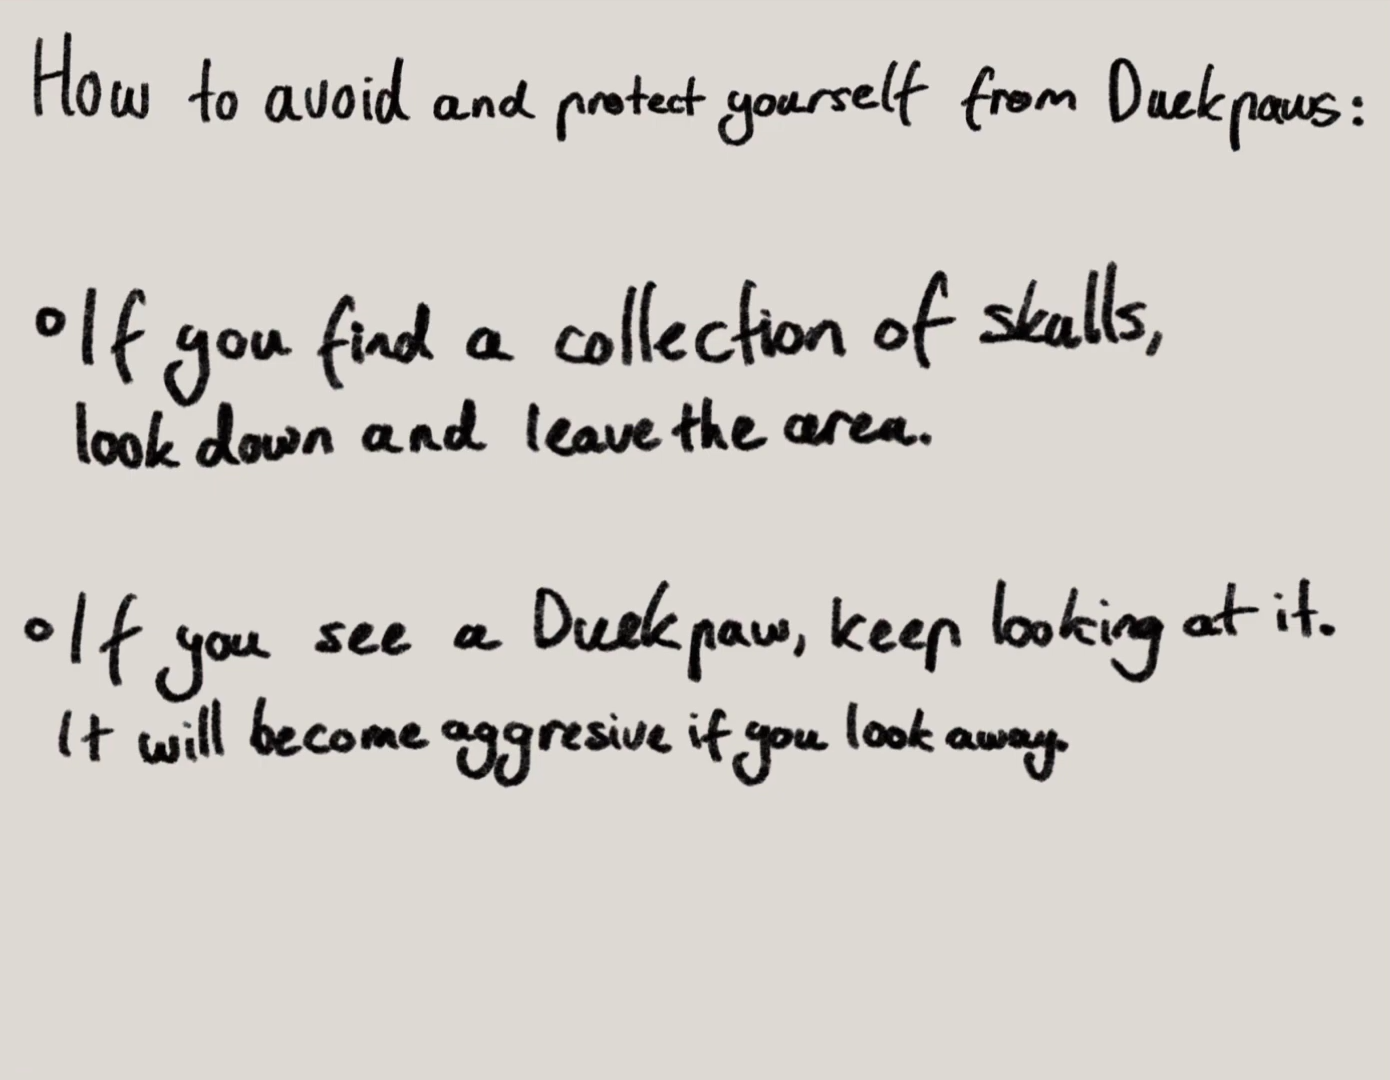 How to avoid and protect yourself from Duckpaws:
•If you find a collection of skulls,
look down and leave the area.
•If you see a Duckpaw, keep looking at it.
It will become aggresive if you look away.